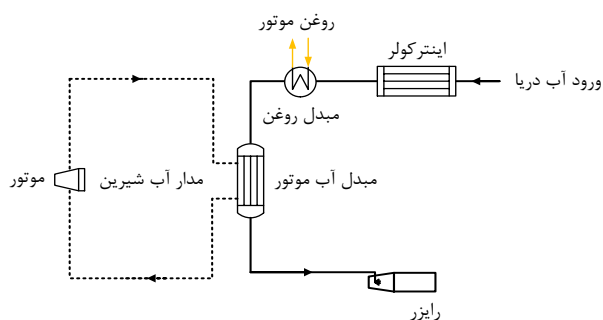 روغن موتور
اینترکولر
ورود آب دریا
مبدل روغن
مبدل آب موتور
مدار آب شیرین
موتور
رایزر